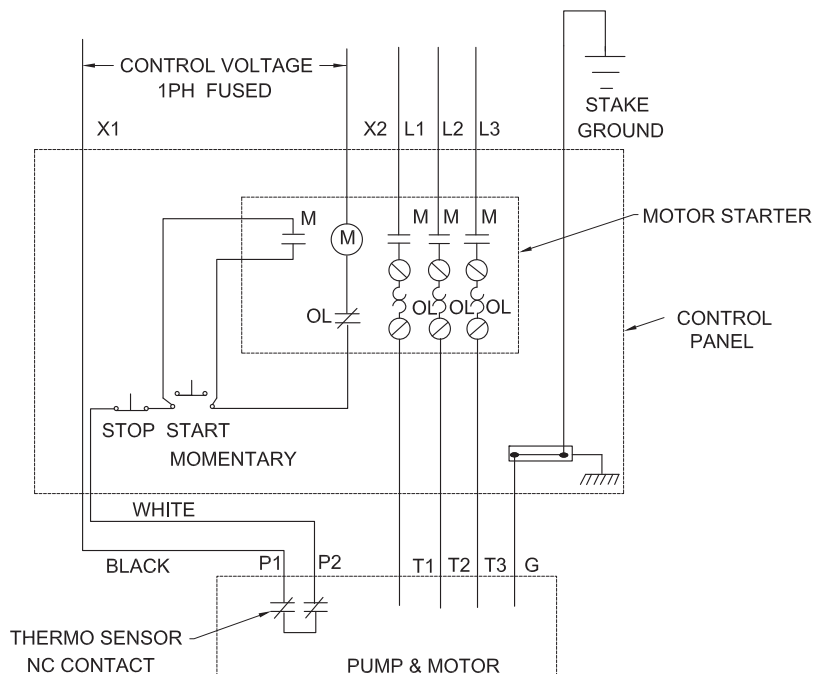 CONTROL VOLTAGE
1PH FUSED
STAKE
GROUND
X1
X2 L1 L2 L3
M
M
M M M
MOTOR STARTER
OL
OL OL OL
CONTROL
PANEL
STOP START
MOMENTARY
WHITE
BLACK
P1 P2
T1 T2 T3 G
THERMO SENSOR
NC CONTACT
PUMP & MOTOR